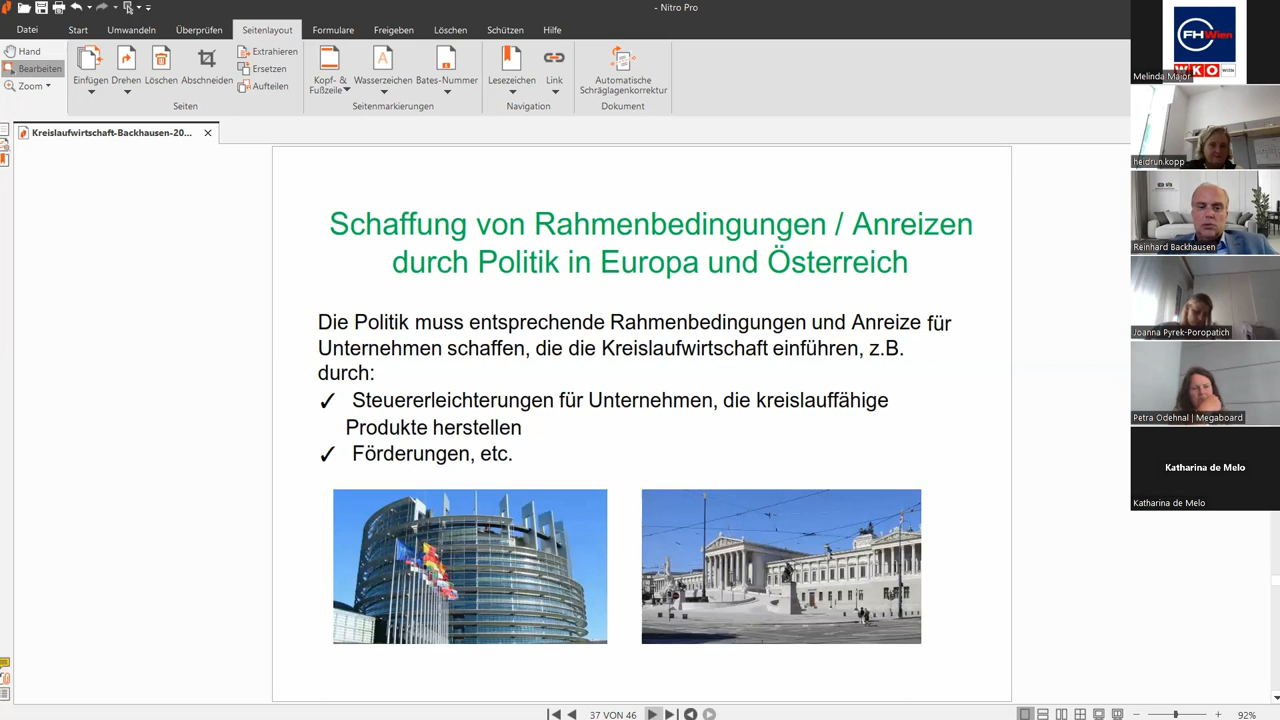 - Nitro Pro
Datei
Start
Umwandeln
Überprüfen
Seitenlayout
Formulare
Freigeben
Löschen
Schützen
Hilfe
Hand
Bearbeiten
Zoom
Einfügen
Drehen
Löschen
Abschneiden
Extrahieren
Ersetzen
Aufteilen
Seiten
Kopf- &
Fußzeile
Wasserzeichen
Bates-Nummer
Seitenmarkierungen
Lesezeichen
Link
Navigation
Automatische
Schräglagenkorrektur
Dokument
Kreislaufwirtschaft-Backhausen-20...
Schaffung von Rahmenbedingungen / Anreizen
durch Politik in Europa und Österreich
Die Politik muss entsprechende Rahmenbedingungen und Anreize für
Unternehmen schaffen, die die Kreislaufwirtschaft einführen, z.B.
durch:
✓ Steuererleichterungen für Unternehmen, die kreislauffähige
Produkte herstellen
✓ Förderungen, etc.
37 VON 46
92%
FHWien
WKO WIEN
Melinda Major
heidrun.kopp
Reinhard Backhausen
Joanna Pyrek-Poropatich
Petra Odehnal | Megaboard
Katharina de Melo
Katharina de Melo